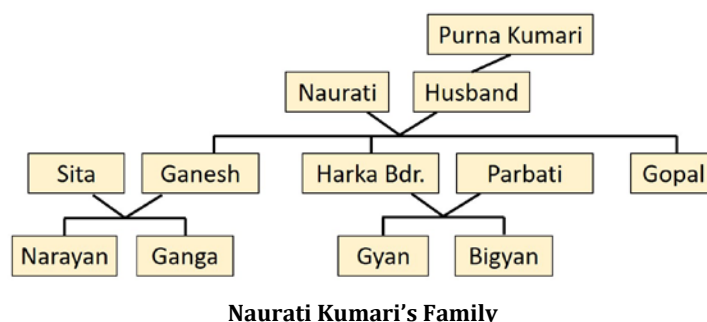 Purna Kumari
Naurati Husband
Sita Ganesh Harka Bdr. Parbati Gopal
Narayan Ganga Gyan Bigyan
Naurati Kumari's Family